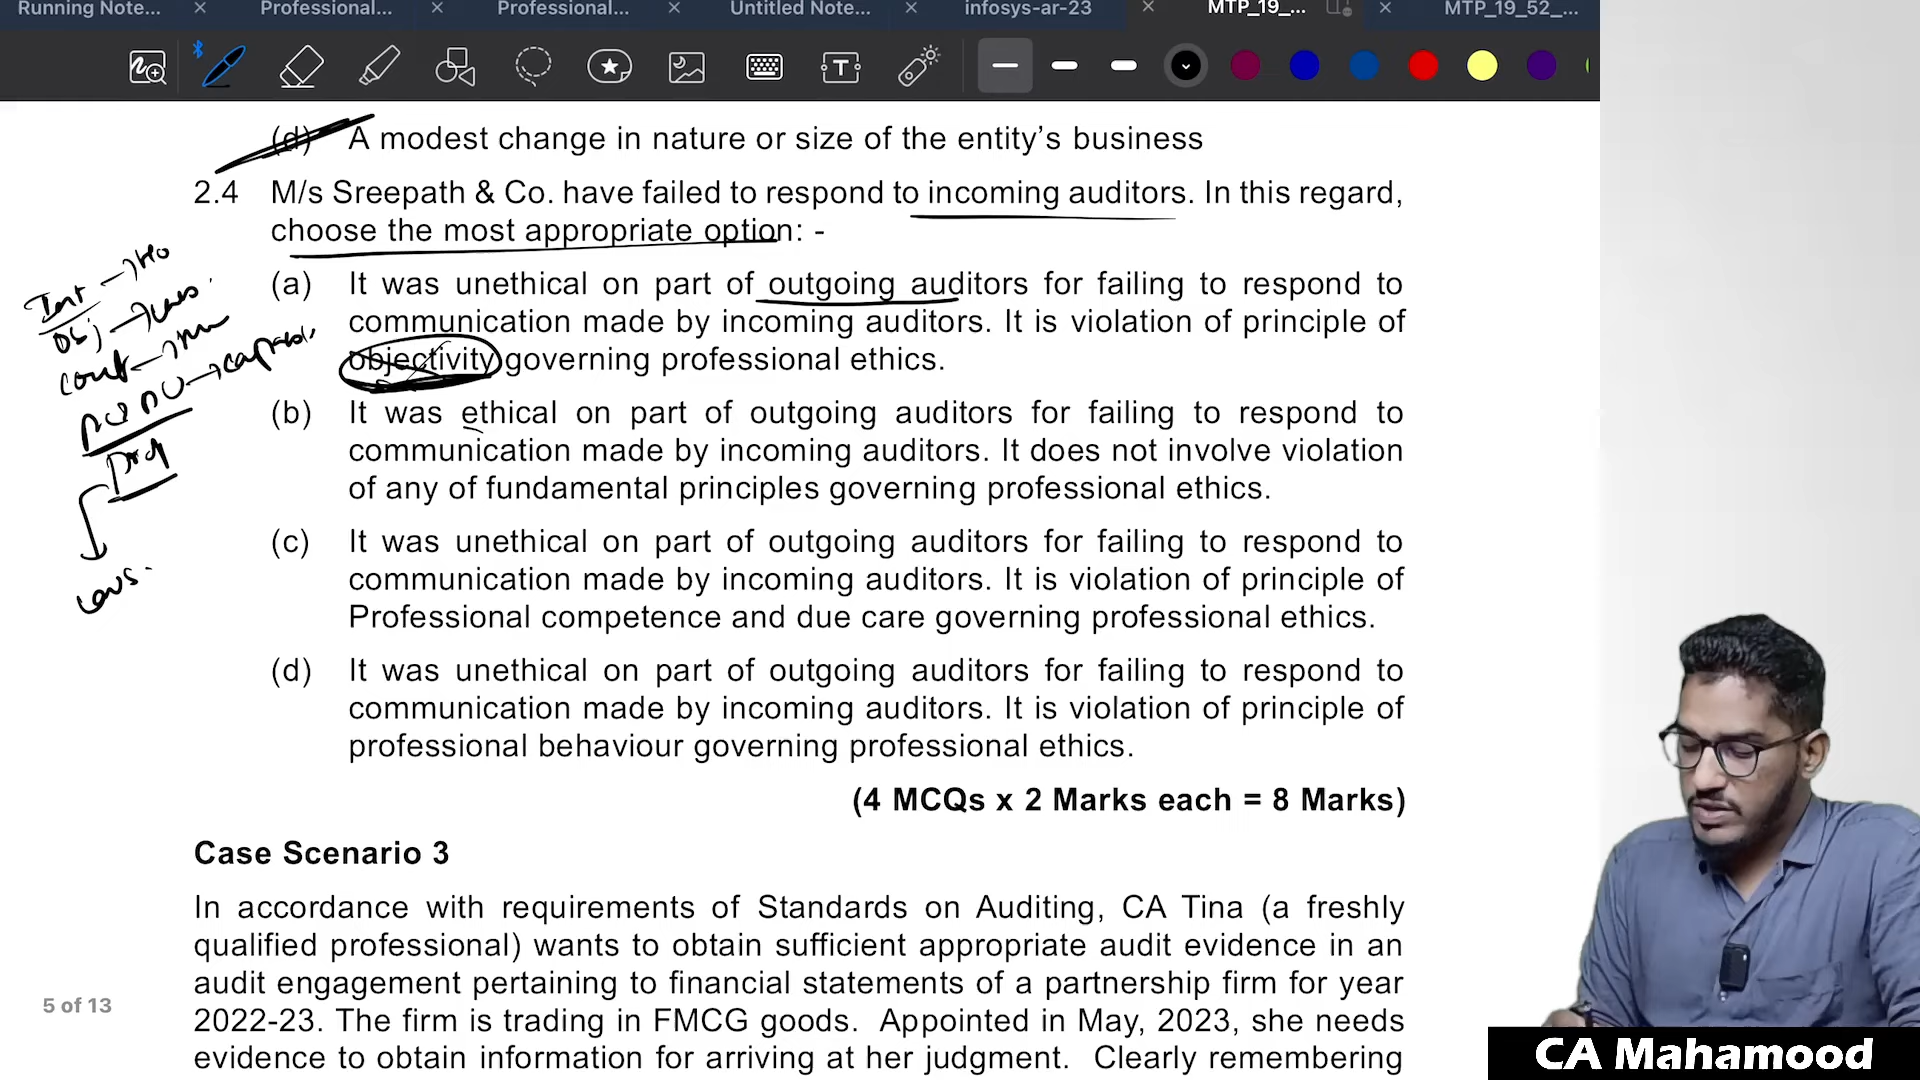 Running Note... × Professional... × Professional... × Untitled Note... × infosys-ar-23 × MTP_19_... × MTP_19_52_...
(d) A modest change in nature or size of the entity's business
2.4 M/s Sreepath & Co. have failed to respond to incoming auditors. In this regard,
choose the most appropriate option: -
(a) It was unethical on part of outgoing auditors for failing to respond to
communication made by incoming auditors. It is violation of principle of
objectivity governing professional ethics.
(b) It was ethical on part of outgoing auditors for failing to respond to
communication made by incoming auditors. It does not involve violation
of any of fundamental principles governing professional ethics.
(c) It was unethical on part of outgoing auditors for failing to respond to
communication made by incoming auditors. It is violation of principle of
Professional competence and due care governing professional ethics.
(d) It was unethical on part of outgoing auditors for failing to respond to
communication made by incoming auditors. It is violation of principle of
professional behaviour governing professional ethics.
(4 MCQs x 2 Marks each = 8 Marks)
Case Scenario 3
In accordance with requirements of Standards on Auditing, CA Tina (a freshly
qualified professional) wants to obtain sufficient appropriate audit evidence in an
audit engagement pertaining to financial statements of a partnership firm for year
5 of 13
2022-23. The firm is trading in FMCG goods. Appointed in May, 2023, she needs
evidence to obtain information for arriving at her judgment. Clearly remembering
CA Mahamood